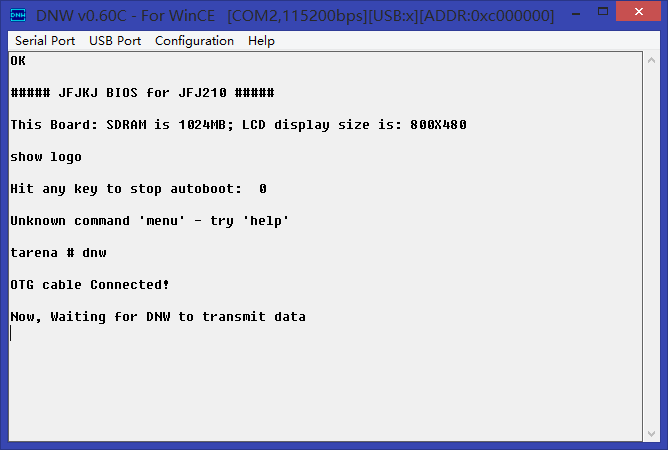 DNW v0.60C - For WinCE [COM2,115200bps][USB:x][ADDR:0xc000000]
Serial Port USB Port Configuration Help
OK
##### JFJKJ BIOS for JFJ210 #####
This Board: SDRAM is 1024MB; LCD display size is: 800X480
show logo
Hit any key to stop autoboot:  0
Unknown command 'menu' - try 'help'
tarena # dnw
OTG cable Connected!
Now, Waiting for DNW to transmit data